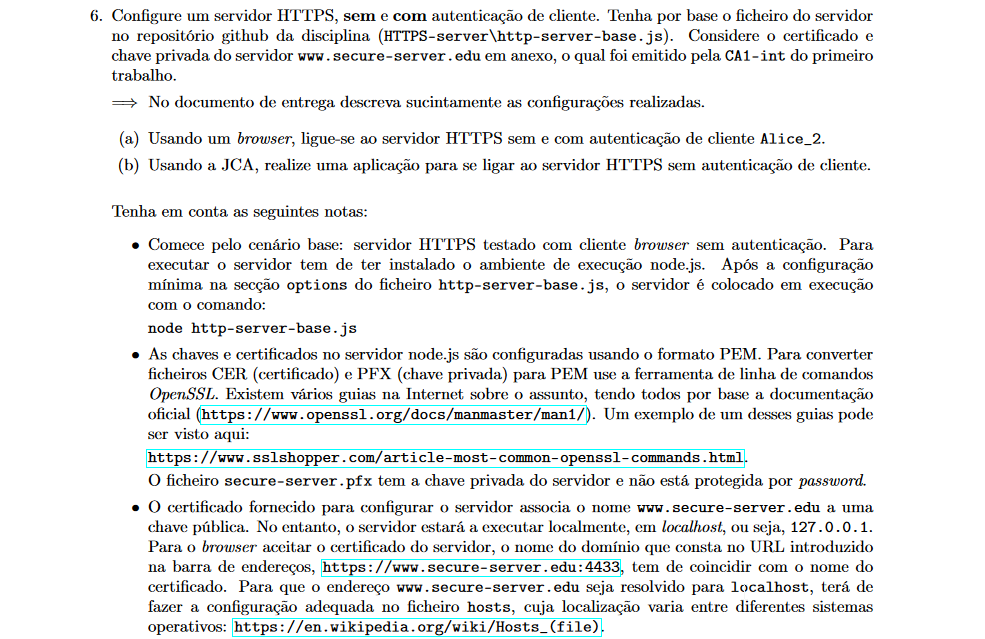 6. Configure um servidor HTTPS, sem e com autenticação de cliente. Tenha por base o ficheiro do servidor
no repositório github da disciplina (HTTPS-server\http-server-base.js). Considere o certificado e
chave privada do servidor www.secure-server.edu em anexo, o qual foi emitido pela CA1-int do primeiro
trabalho.
⟹ No documento de entrega descreva sucintamente as configurações realizadas.
(a) Usando um browser, ligue-se ao servidor HTTPS sem e com autenticação de cliente Alice_2.
(b) Usando a JCA, realize uma aplicação para se ligar ao servidor HTTPS sem autenticação de cliente.
Tenha em conta as seguintes notas:
• Comece pelo cenário base: servidor HTTPS testado com cliente browser sem autenticação. Para
executar o servidor tem de ter instalado o ambiente de execução node.js. Após a configuração
mínima na secção options do ficheiro http-server-base.js, o servidor é colocado em execução
com o comando:
node http-server-base.js
• As chaves e certificados no servidor node.js são configuradas usando o formato PEM. Para converter
ficheiros CER (certificado) e PFX (chave privada) para PEM use a ferramenta de linha de comandos
OpenSSL. Existem vários guias na Internet sobre o assunto, tendo todos por base a documentação
oficial (https://www.openssl.org/docs/manmaster/man1/). Um exemplo de um desses guias pode
ser visto aqui:
https://www.sslshopper.com/article-most-common-openssl-commands.html.
O ficheiro secure-server.pfx tem a chave privada do servidor e não está protegida por password.
• O certificado fornecido para configurar o servidor associa o nome www.secure-server.edu a uma
chave pública. No entanto, o servidor estará a executar localmente, em localhost, ou seja, 127.0.0.1.
Para o browser aceitar o certificado do servidor, o nome do domínio que consta no URL introduzido
na barra de endereços, https://www.secure-server.edu:4433, tem de coincidir com o nome do
certificado. Para que o endereço www.secure-server.edu seja resolvido para localhost, terá de
fazer a configuração adequada no ficheiro hosts, cuja localização varia entre diferentes sistemas
operativos: https://en.wikipedia.org/wiki/Hosts_(file).